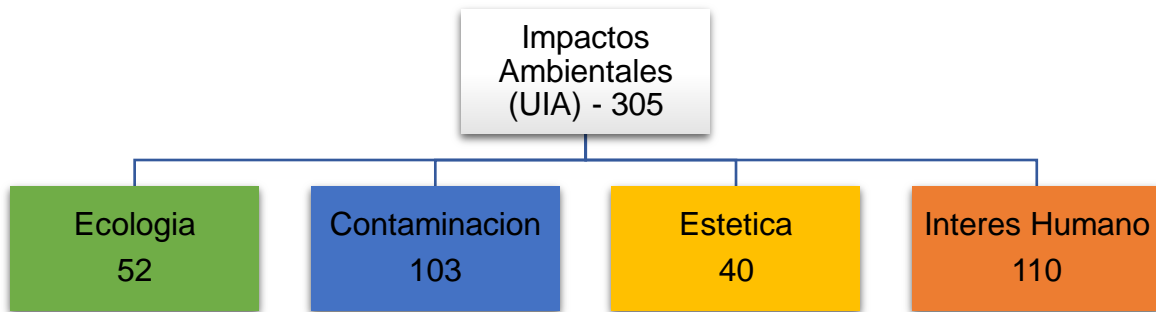 Impactos
Ambientales
(UIA) - 305
Ecologia
52
Contaminacion
103
Estetica
40
Interes Humano
110